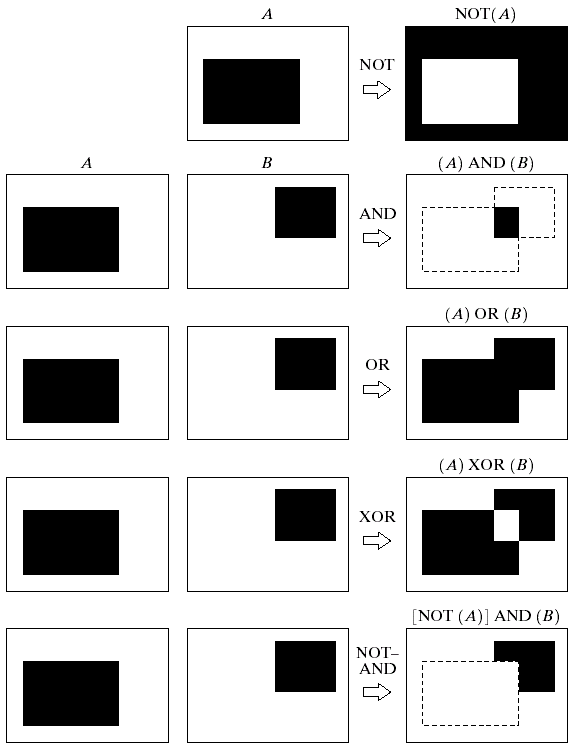 A
NOT(A)
NOT
A
B
(A) AND (B)
AND
(A) OR (B)
OR
(A) XOR (B)
XOR
[NOT (A)] AND (B)
NOT–
AND